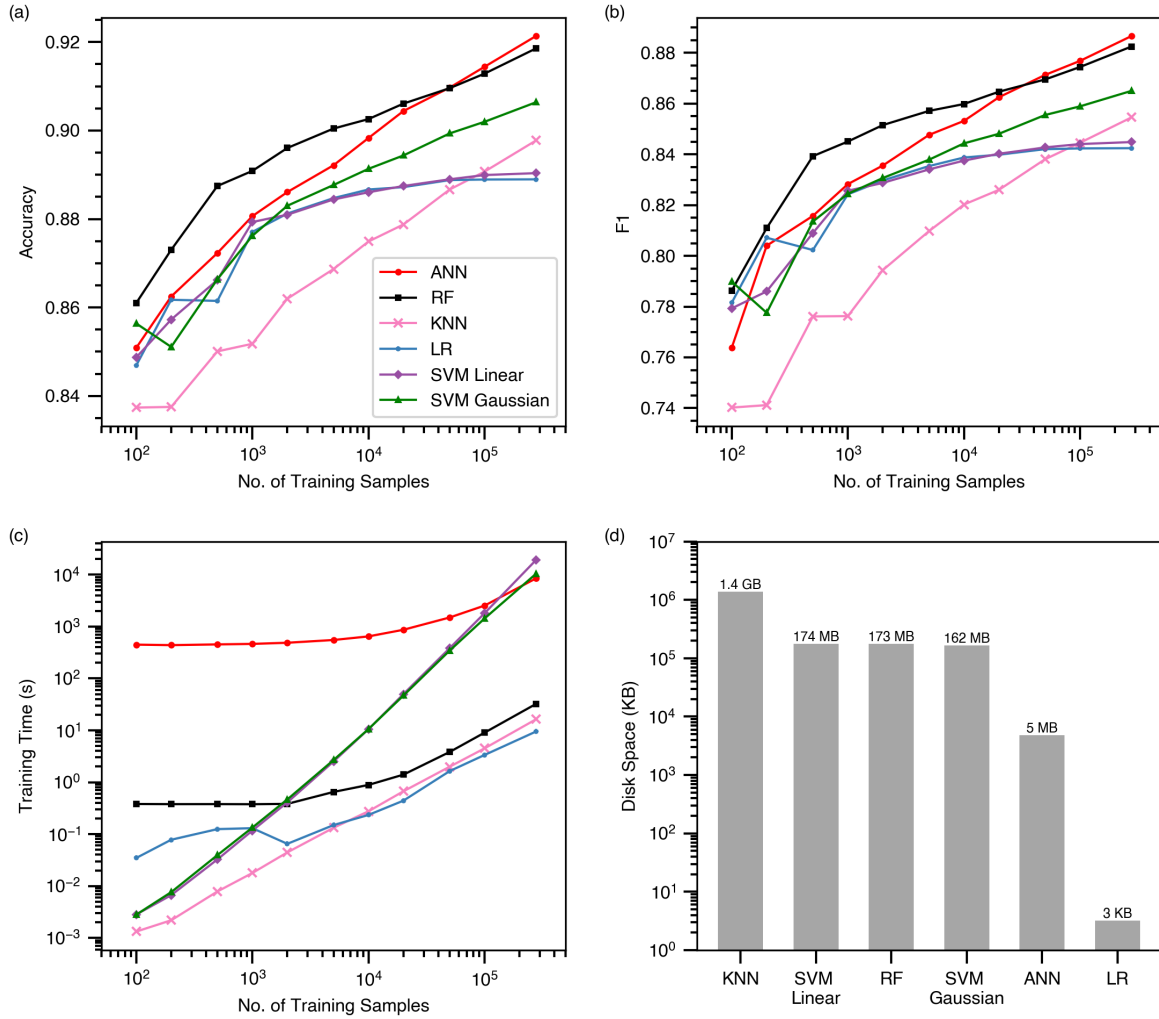 (a)
Accuracy
0.92
0.90
0.88
0.86
0.84
ANN
RF
KNN
LR
SVM Linear
SVM Gaussian
10²
10³
10⁴
10⁵
No. of Training Samples
(b)
F1
0.88
0.86
0.84
0.82
0.80
0.78
0.76
0.74
10²
10³
10⁴
10⁵
No. of Training Samples
(c)
Training Time (s)
10⁴
10³
10²
10¹
10⁰
10⁻¹
10⁻²
10⁻³
10²
10³
10⁴
10⁵
No. of Training Samples
(d)
Disk Space (KB)
10⁷
10⁶
10⁵
10⁴
10³
10²
10¹
10⁰
1.4 GB
174 MB
173 MB
162 MB
5 MB
3 KB
KNN
SVM
Linear
RF
SVM
Gaussian
ANN
LR